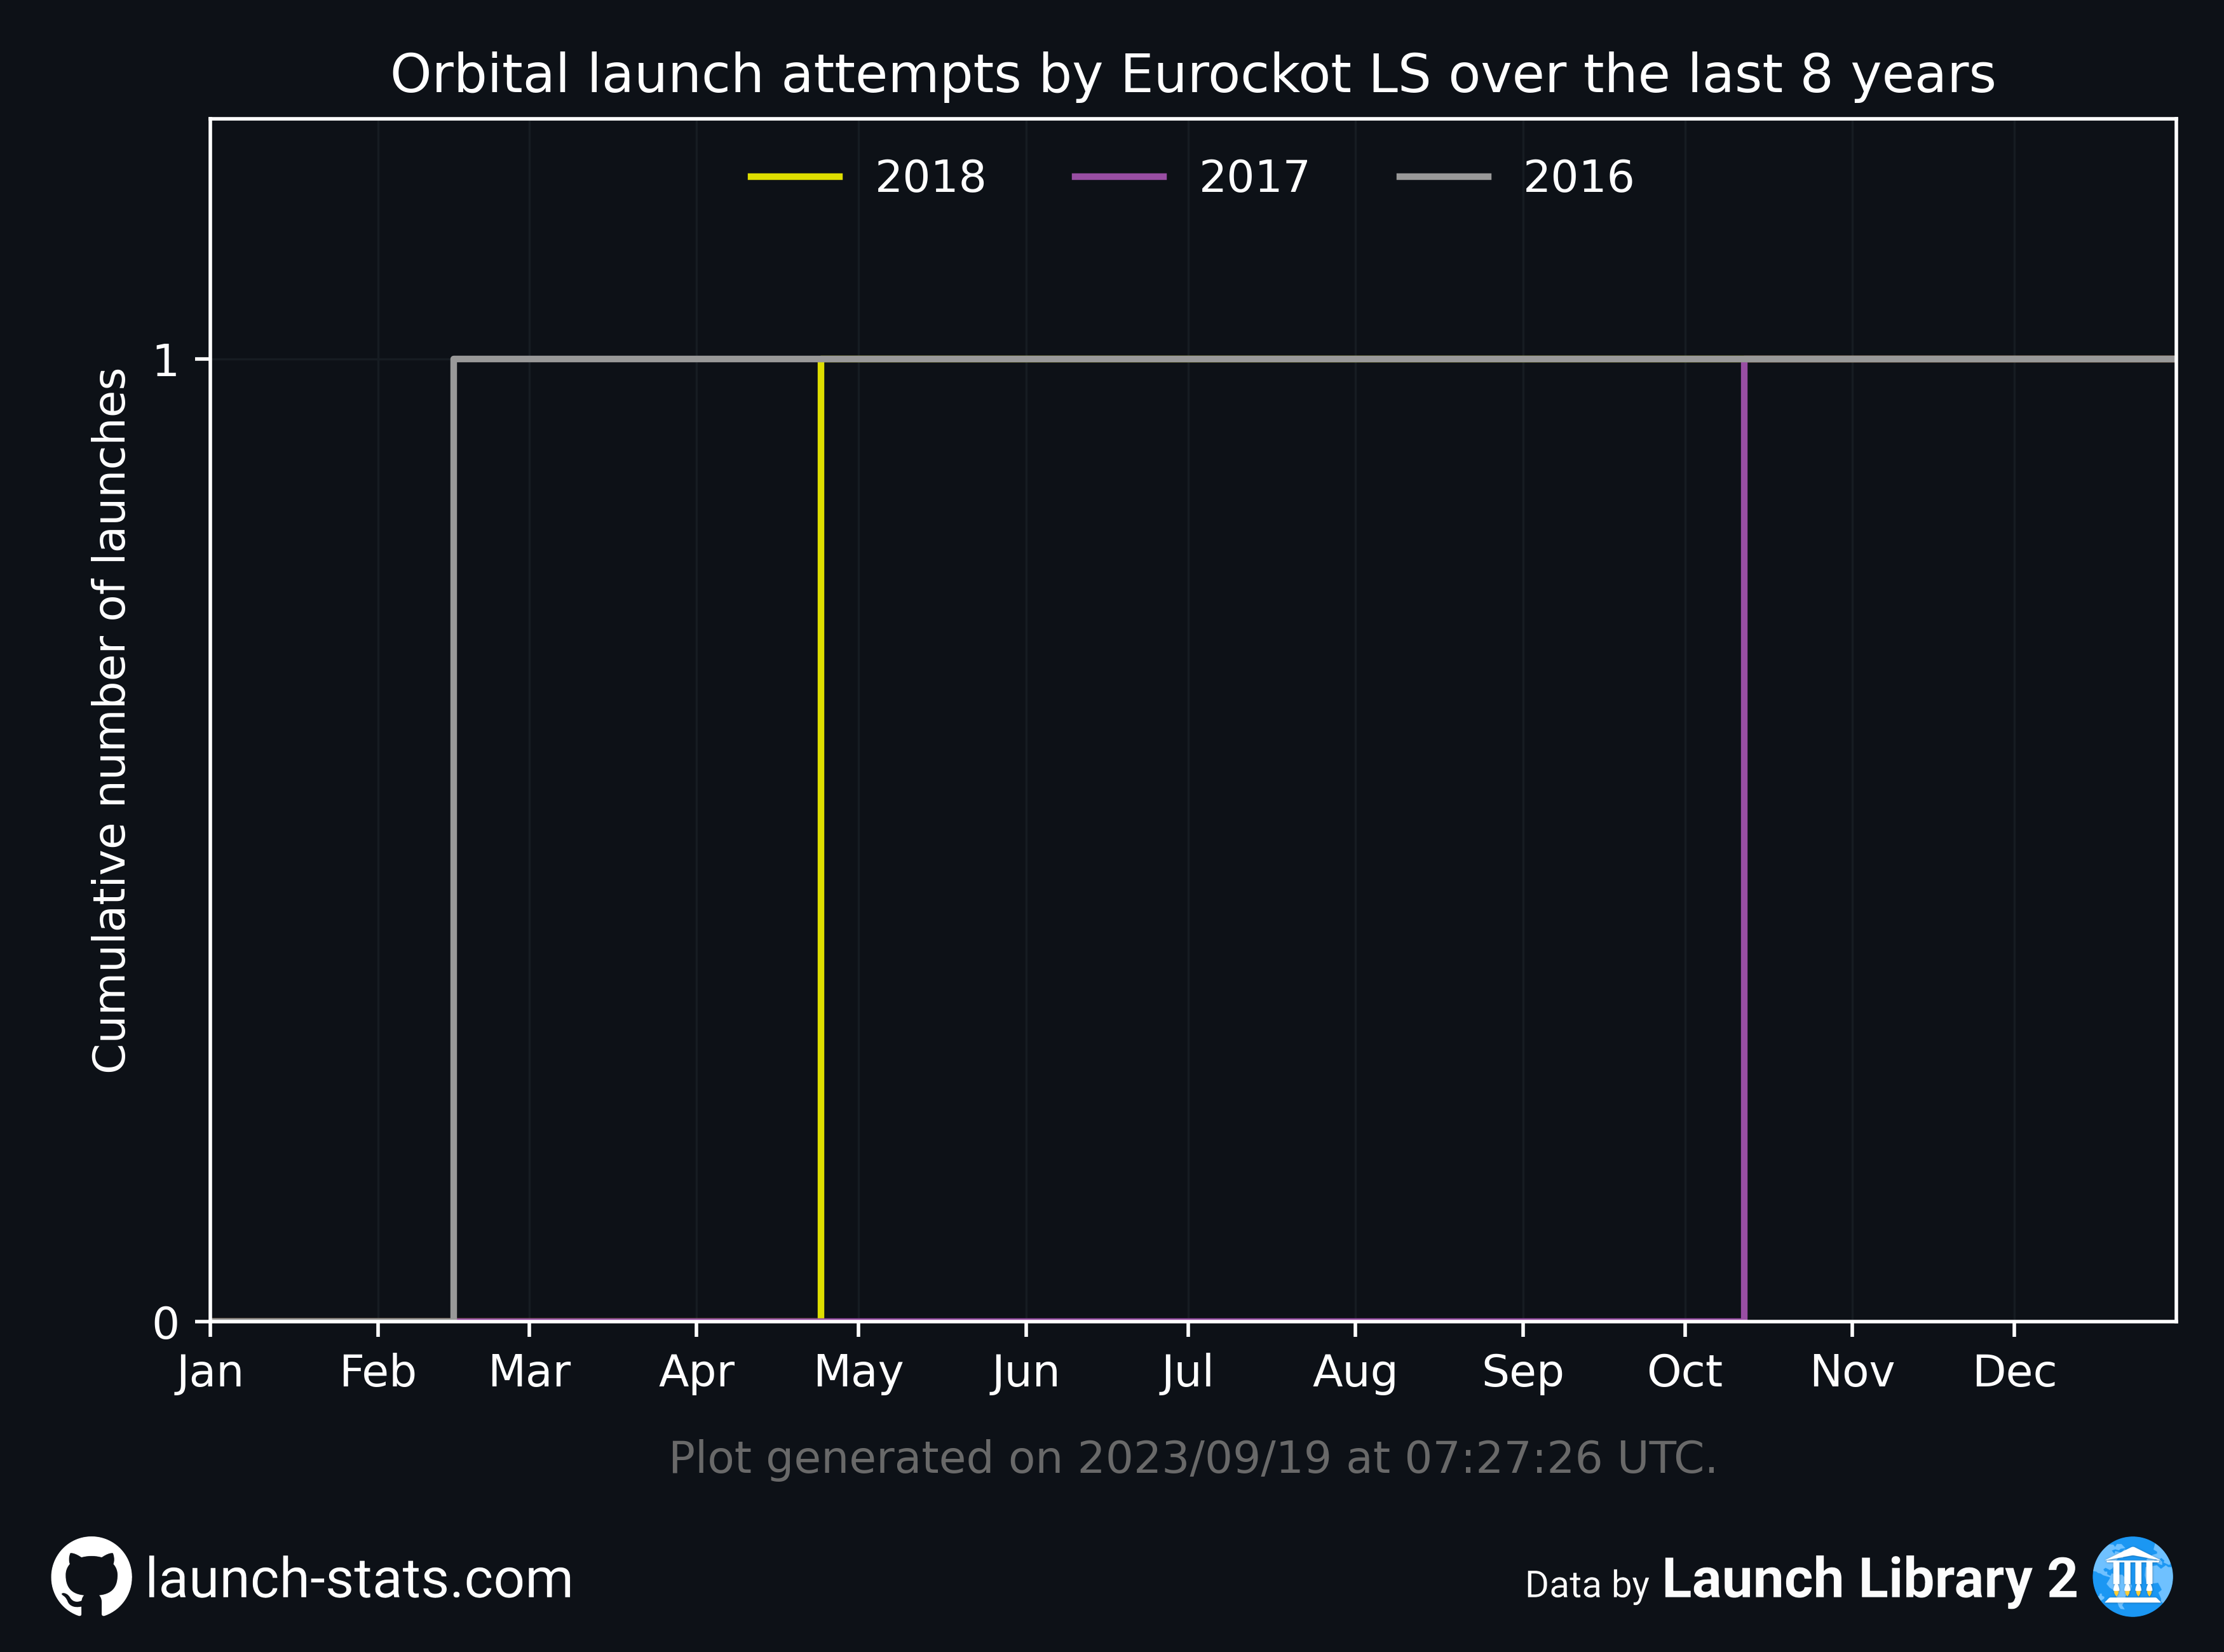 Orbital launch attempts by Eurockot LS over the last 8 years
2018 2017 2016
Cumulative number of launches
1
0
Jan Feb Mar Apr May Jun Jul Aug Sep Oct Nov Dec
Plot generated on 2023/09/19 at 07:27:26 UTC.
launch-stats.com
Data by Launch Library 2